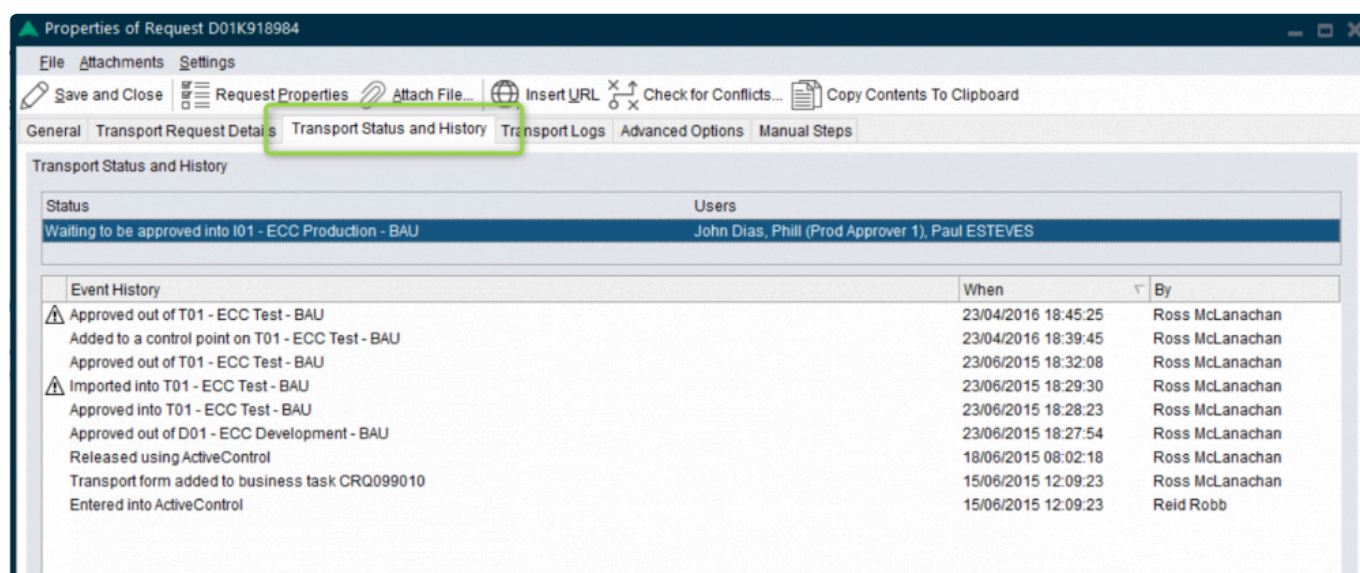 Properties of Request D01K918984
File Attachments Settings
Save and Close Request Properties Attach File... Insert URL Check for Conflicts... Copy Contents To Clipboard
General Transport Request Details Transport Status and History Transport Logs Advanced Options Manual Steps
Transport Status and History
Status Users
Waiting to be approved into I01 - ECC Production - BAU John Dias, Phill (Prod Approver 1), Paul ESTEVES
Event History When By
Approved out of T01 - ECC Test - BAU 23/04/2016 18:45:25 Ross McLanachan
Added to a control point on T01 - ECC Test - BAU 23/04/2016 18:39:45 Ross McLanachan
Approved out of T01 - ECC Test - BAU 23/06/2015 18:32:08 Ross McLanachan
Imported into T01 - ECC Test - BAU 23/06/2015 18:29:30 Ross McLanachan
Approved into T01 - ECC Test - BAU 23/06/2015 18:28:23 Ross McLanachan
Approved out of D01 - ECC Development - BAU 23/06/2015 18:27:54 Ross McLanachan
Released using ActiveControl 18/06/2015 08:02:18 Ross McLanachan
Transport form added to business task CRQ099010 15/06/2015 12:09:23 Ross McLanachan
Entered into ActiveControl 15/06/2015 12:09:23 Reid Robb